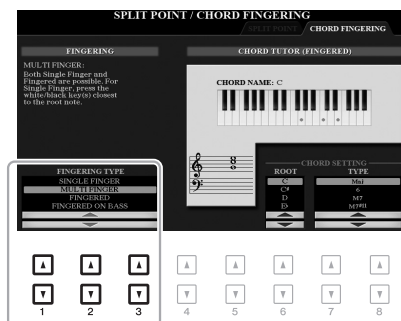 SPLIT POINT / CHORD FINGERING
SPLIT POINT
CHORD FINGERING
FINGERING
CHORD TUTOR (FINGERED)
MULTI FINGER:
Both Single Finger and
Fingered are possible. For
Single Finger, press the
white/black key(s) closest
to the root note.
CHORD NAME: C
FINGERING TYPE
SINGLE FINGER
MULTI FINGER
FINGERED
FINGERED ON BASS
CHORD SETTING
ROOT TYPE
C Maj
C# 6
D M7
E♭ M7#11
1 2 3 4 5 6 7 8